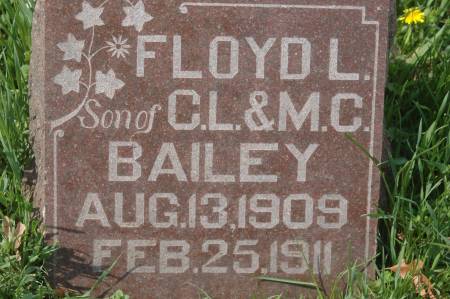 FLOYD L.
Son of C.L. & M.C.
BAILEY
AUG. 13, 1909
FEB. 25, 1911